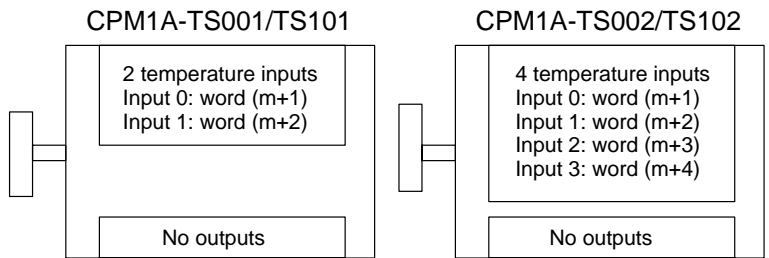 CPM1A-TS001/TS101
2 temperature inputs
Input 0: word (m+1)
Input 1: word (m+2)
No outputs
CPM1A-TS002/TS102
4 temperature inputs
Input 0: word (m+1)
Input 1: word (m+2)
Input 2: word (m+3)
Input 3: word (m+4)
No outputs